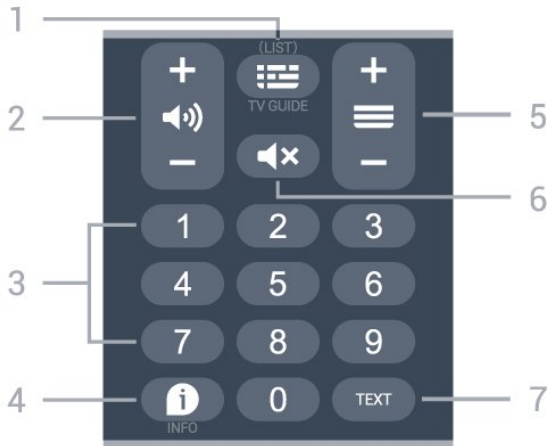 1
(LIST)
+ +
2
TV GUIDE
5
- -
6
1 2 3
3
4 5 6
7 8 9
4
i 0 TEXT
7
INFO